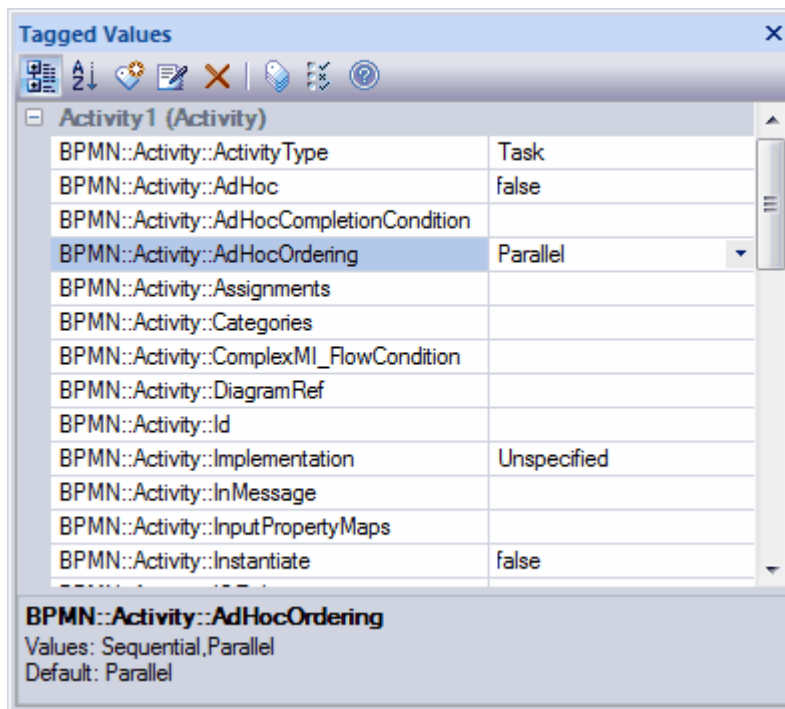 Tagged Values
Activity1 (Activity)
BPMN::Activity::ActivityType Task
BPMN::Activity::AdHoc false
BPMN::Activity::AdHocCompletionCondition
BPMN::Activity::AdHocOrdering Parallel
BPMN::Activity::Assignments
BPMN::Activity::Categories
BPMN::Activity::ComplexMI_FlowCondition
BPMN::Activity::DiagramRef
BPMN::Activity::Id
BPMN::Activity::Implementation Unspecified
BPMN::Activity::InMessage
BPMN::Activity::InputPropertyMaps
BPMN::Activity::Instantiate false
BPMN::Activity::AdHocOrdering
Values: Sequential,Parallel
Default: Parallel